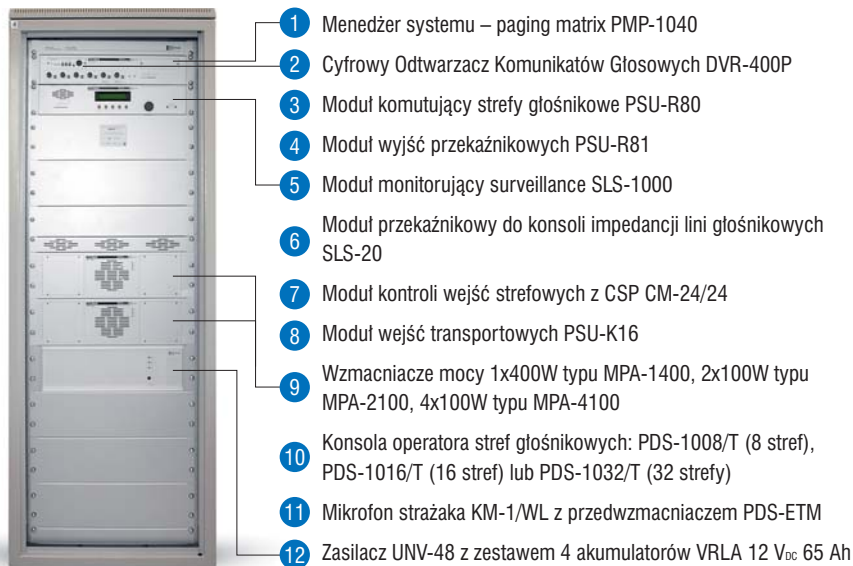 1 Menedżer systemu – paging matrix PMP-1040
2 Cyfrowy Odtwarzacz Komunikatów Głosowych DVR-400P
3 Moduł komutujący strefy głośnikowe PSU-R80
4 Moduł wyjść przekaźnikowych PSU-R81
5 Moduł monitorujący surveillance SLS-1000
6 Moduł przekaźnikowy do konsoli impedancji lini głośnikowych
SLS-20
7 Moduł kontroli wejść strefowych z CSP CM-24/24
8 Moduł wejść transportowych PSU-K16
9 Wzmacniacze mocy 1x400W typu MPA-1400, 2x100W typu
MPA-2100, 4x100W typu MPA-4100
10 Konsola operatora stref głośnikowych: PDS-1008/T (8 stref),
PDS-1016/T (16 stref) lub PDS-1032/T (32 strefy)
11 Mikrofon strażaka KM-1/WL z przedwzmacniaczem PDS-ETM
12 Zasilacz UNV-48 z zestawem 4 akumulatorów VRLA 12 VDC 65 Ah